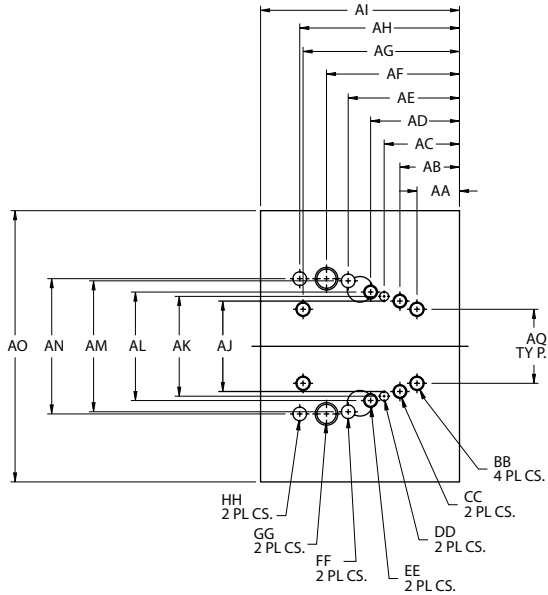 AI
AH
AG
AF
AE
AD
AC
AB
AA
AO
AN
AM
AL
AK
AJ
AQ
TY P.
BB
4 PL CS.
CC
2 PL CS.
DD
2 PL CS.
EE
2 PL CS.
FF
2 PL CS.
GG
2 PL CS.
HH
2 PL CS.